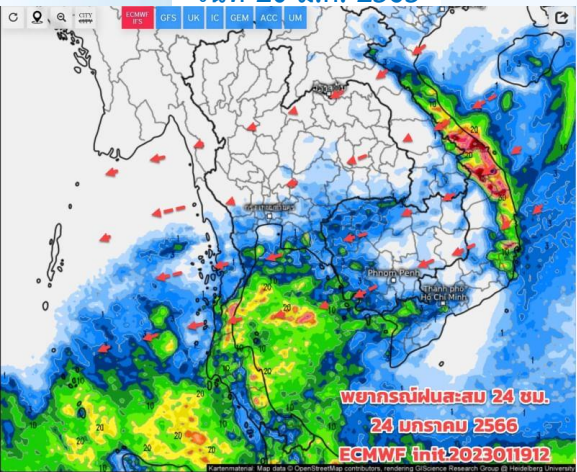 CITY
ECMWF IFS
GFS
UK
IC
GEM
ACC
UM
Phnom Penh
Thành phố
Hồ Chí Minh
พยากรณ์ฝนสะสม 24 ชม.
24 มกราคม 2566
ECMWF init.2023011912
Kartenmaterial: Map data © OpenStreetMap contributors, rendering GIScience Research Group @ Heidelberg University